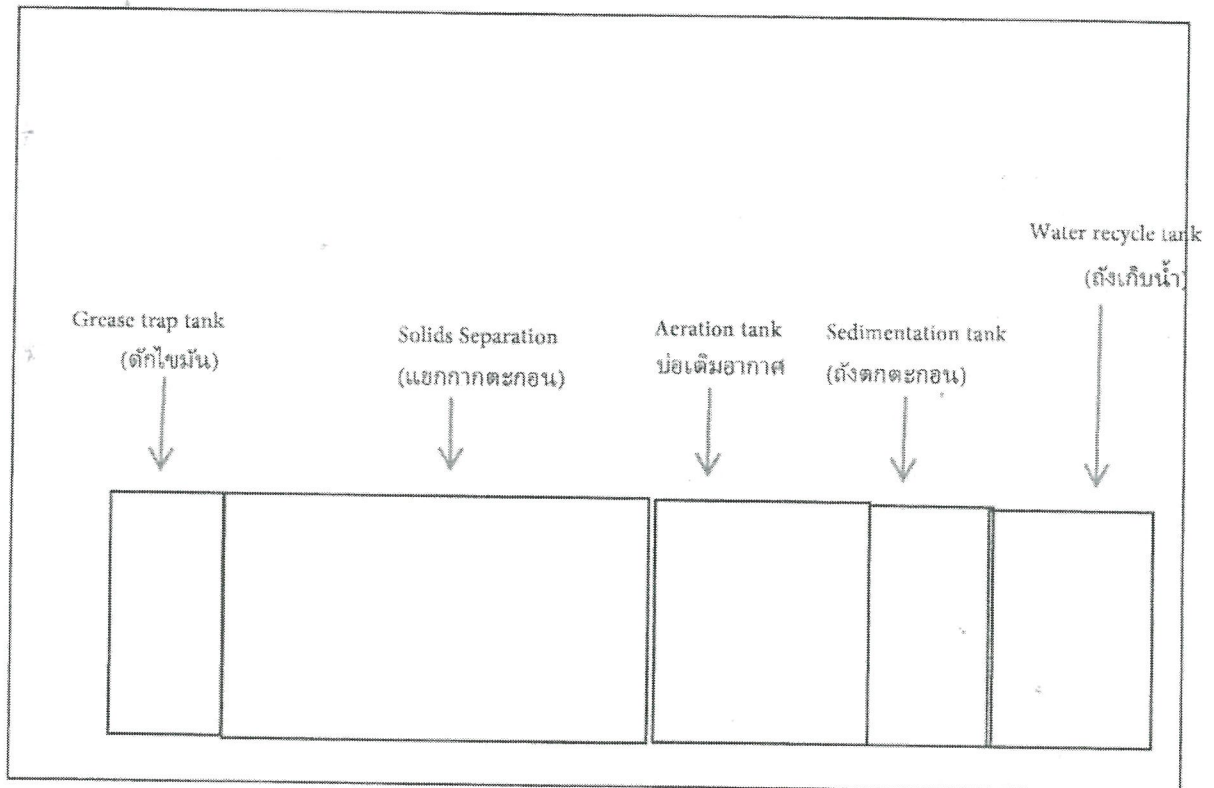 Water recycle tank
(ถังเก็บน้ำ)
Grease trap tank
(ดักไขมัน)
Solids Separation
(แยกกากตะกอน)
Aeration tank
บ่อเติมอากาศ
Sedimentation tank
(ถังตกตะกอน)